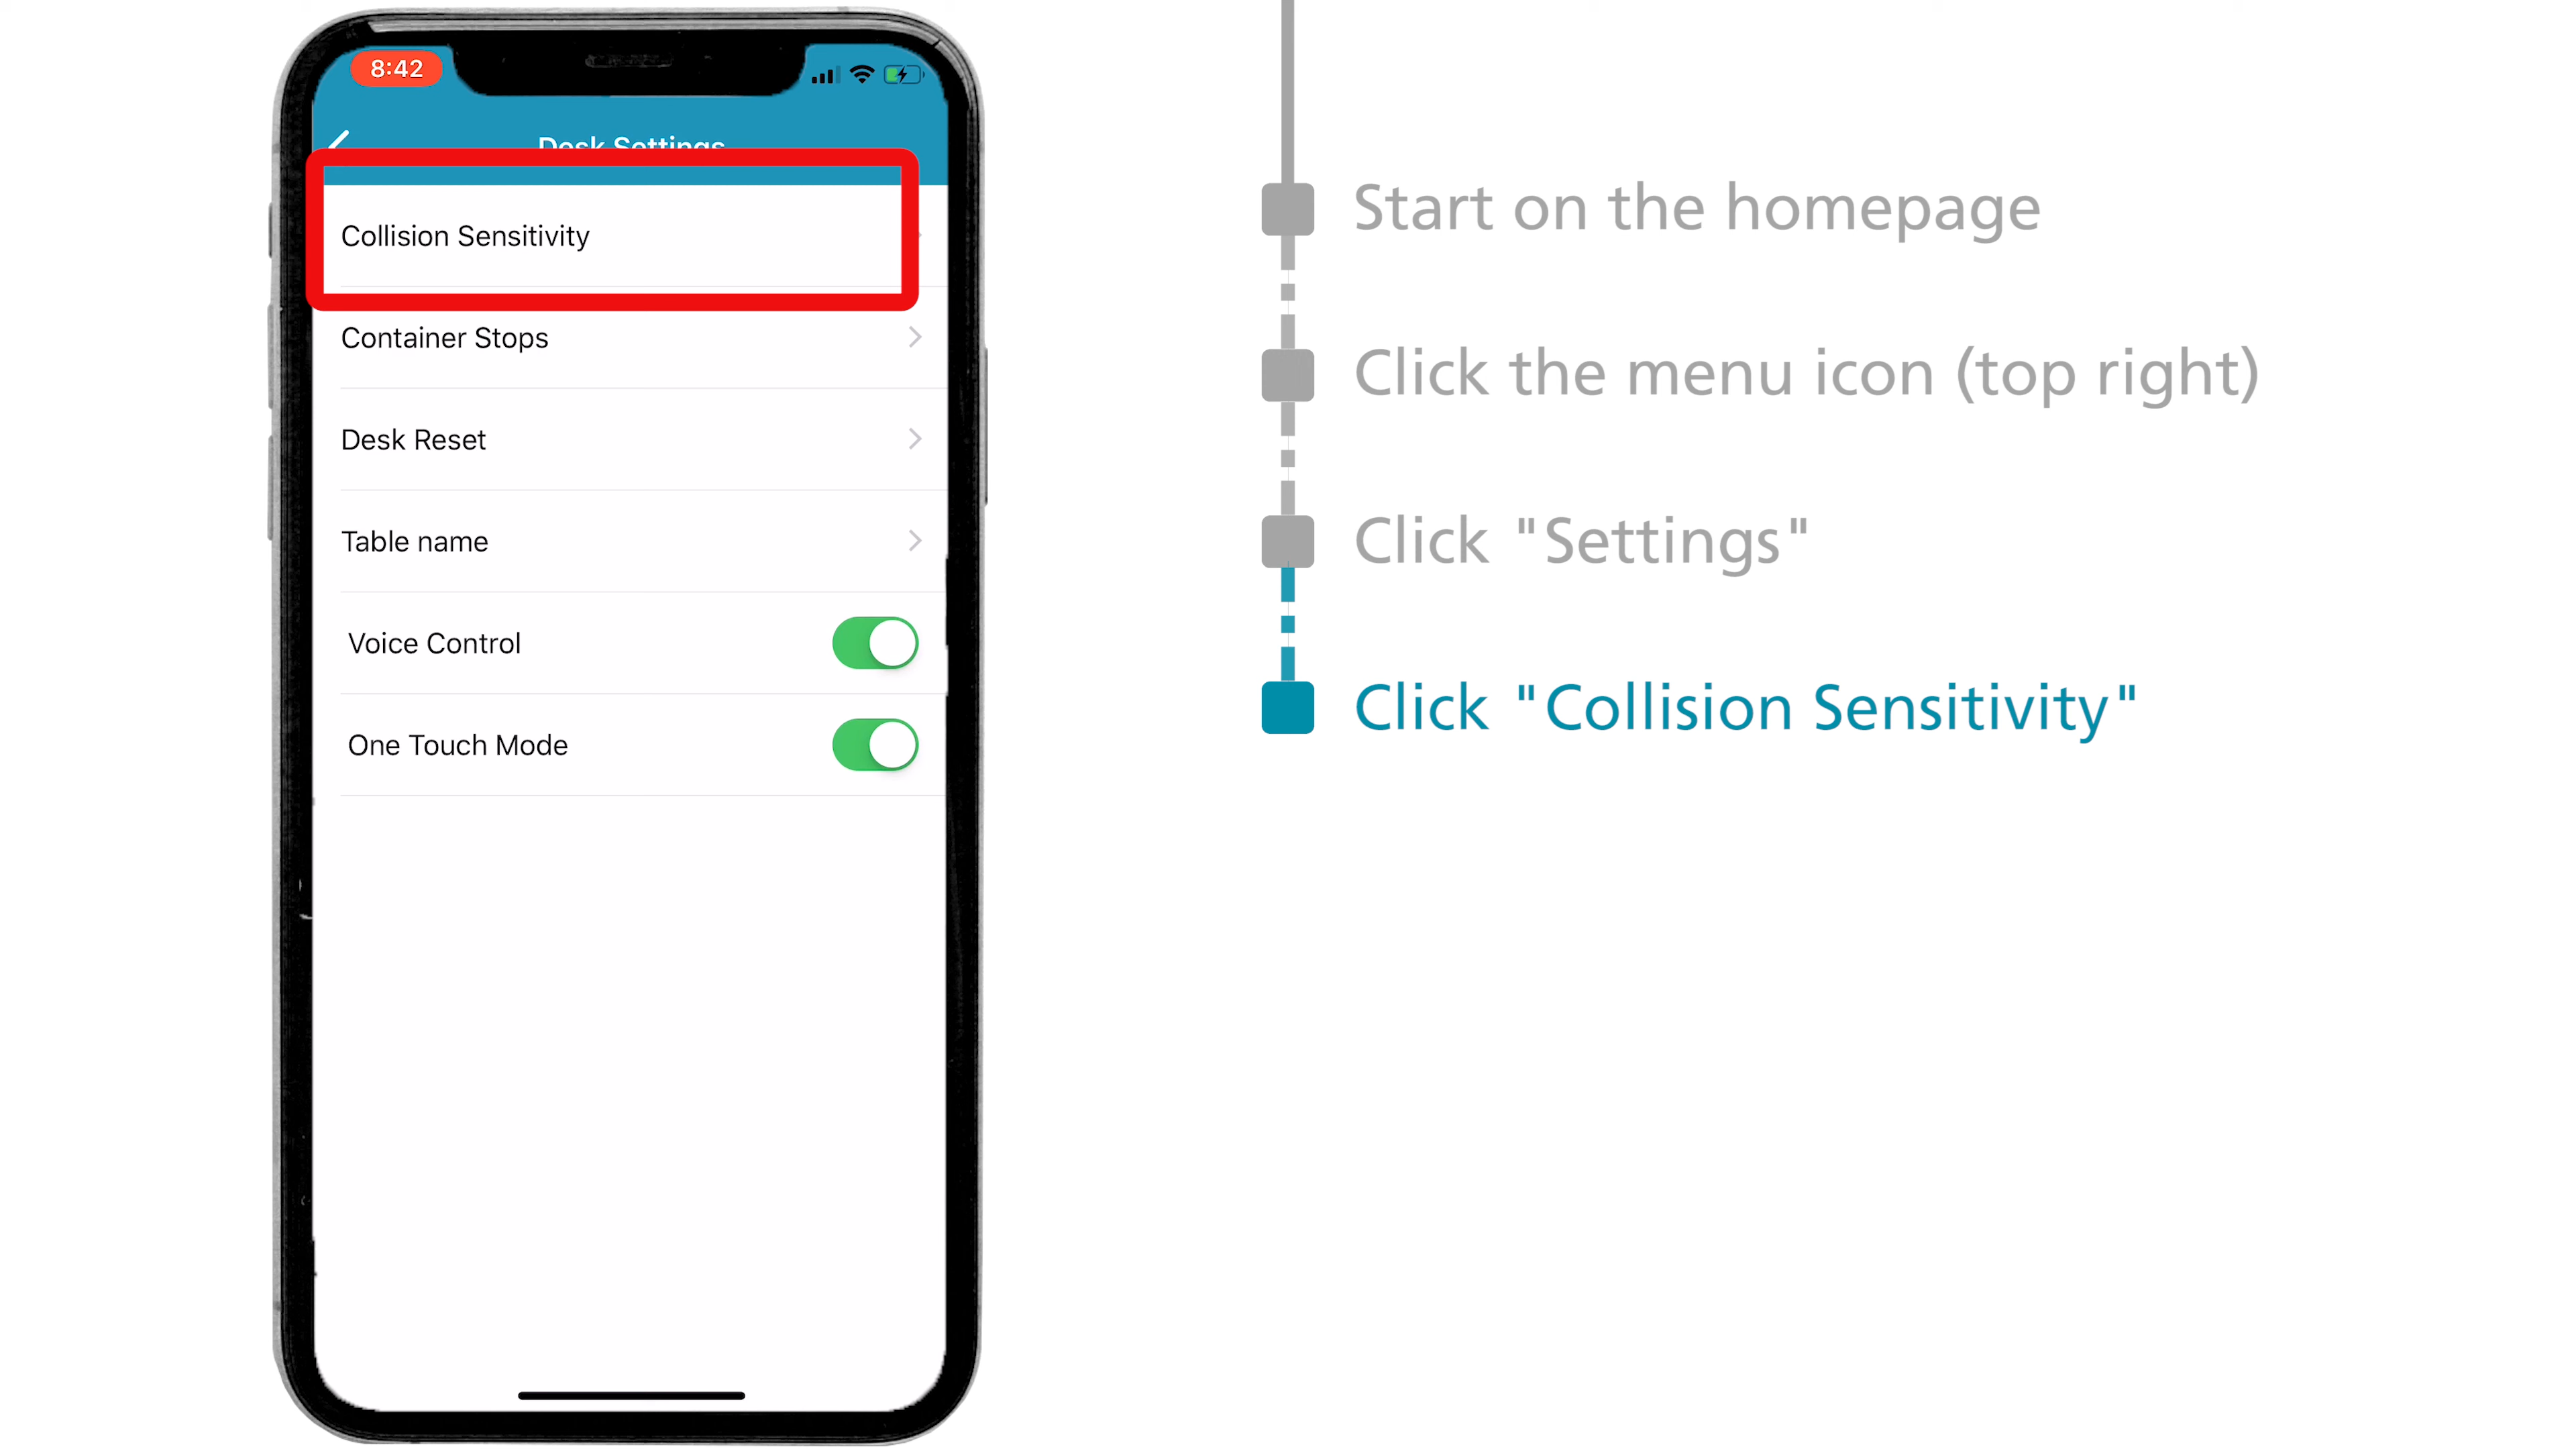 8:42
Desk Settings
Collision Sensitivity
Container Stops
Desk Reset
Table name
Voice Control
One Touch Mode
Start on the homepage
Click the menu icon (top right)
Click "Settings"
Click "Collision Sensitivity"